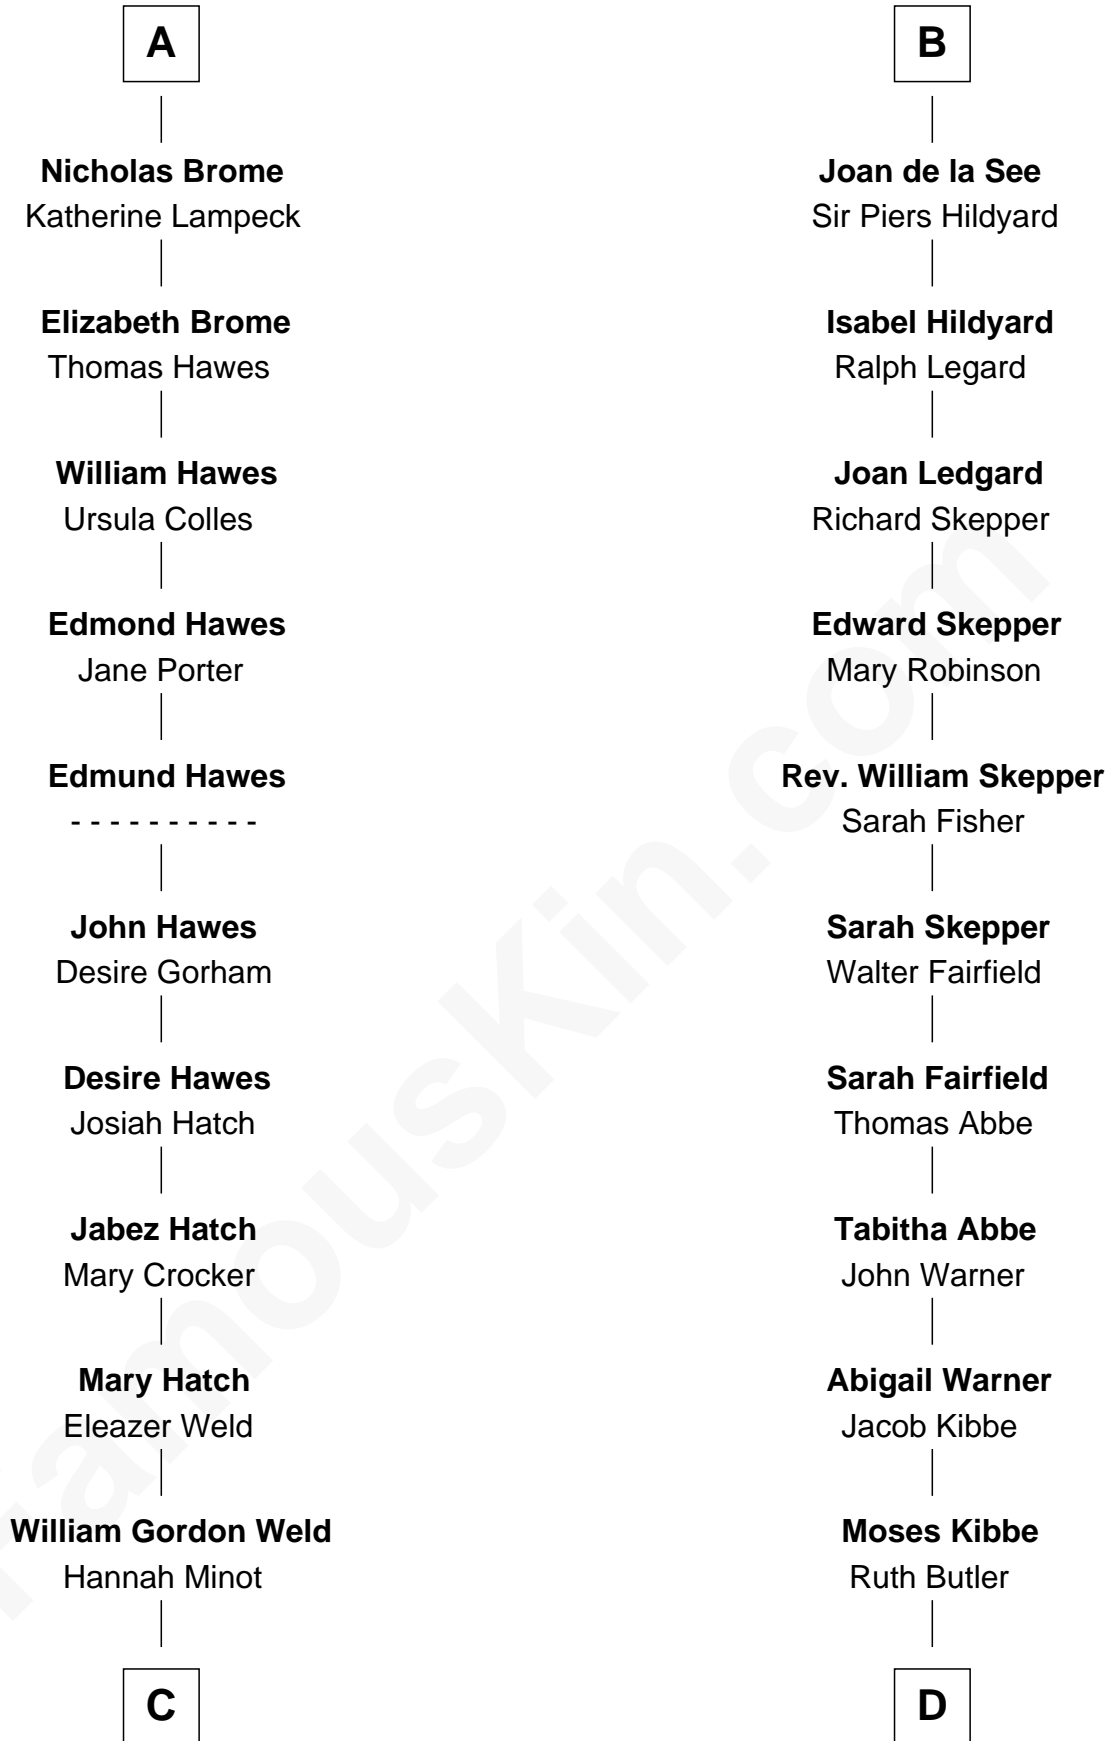 A
Nicholas Brome
Katherine Lampeck
Elizabeth Brome
Thomas Hawes
William Hawes
Ursula Colles
Edmond Hawes
Jane Porter
Edmund Hawes
- - - - - - - - - -
John Hawes
Desire Gorham
Desire Hawes
Josiah Hatch
Jabez Hatch
Mary Crocker
Mary Hatch
Eleazer Weld
William Gordon Weld
Hannah Minot
C
B
Joan de la See
Sir Piers Hildyard
Isabel Hildyard
Ralph Legard
Joan Ledgard
Richard Skepper
Edward Skepper
Mary Robinson
Rev. William Skepper
Sarah Fisher
Sarah Skepper
Walter Fairfield
Sarah Fairfield
Thomas Abbe
Tabitha Abbe
John Warner
Abigail Warner
Jacob Kibbe
Moses Kibbe
Ruth Butler
D
FamousKin.com